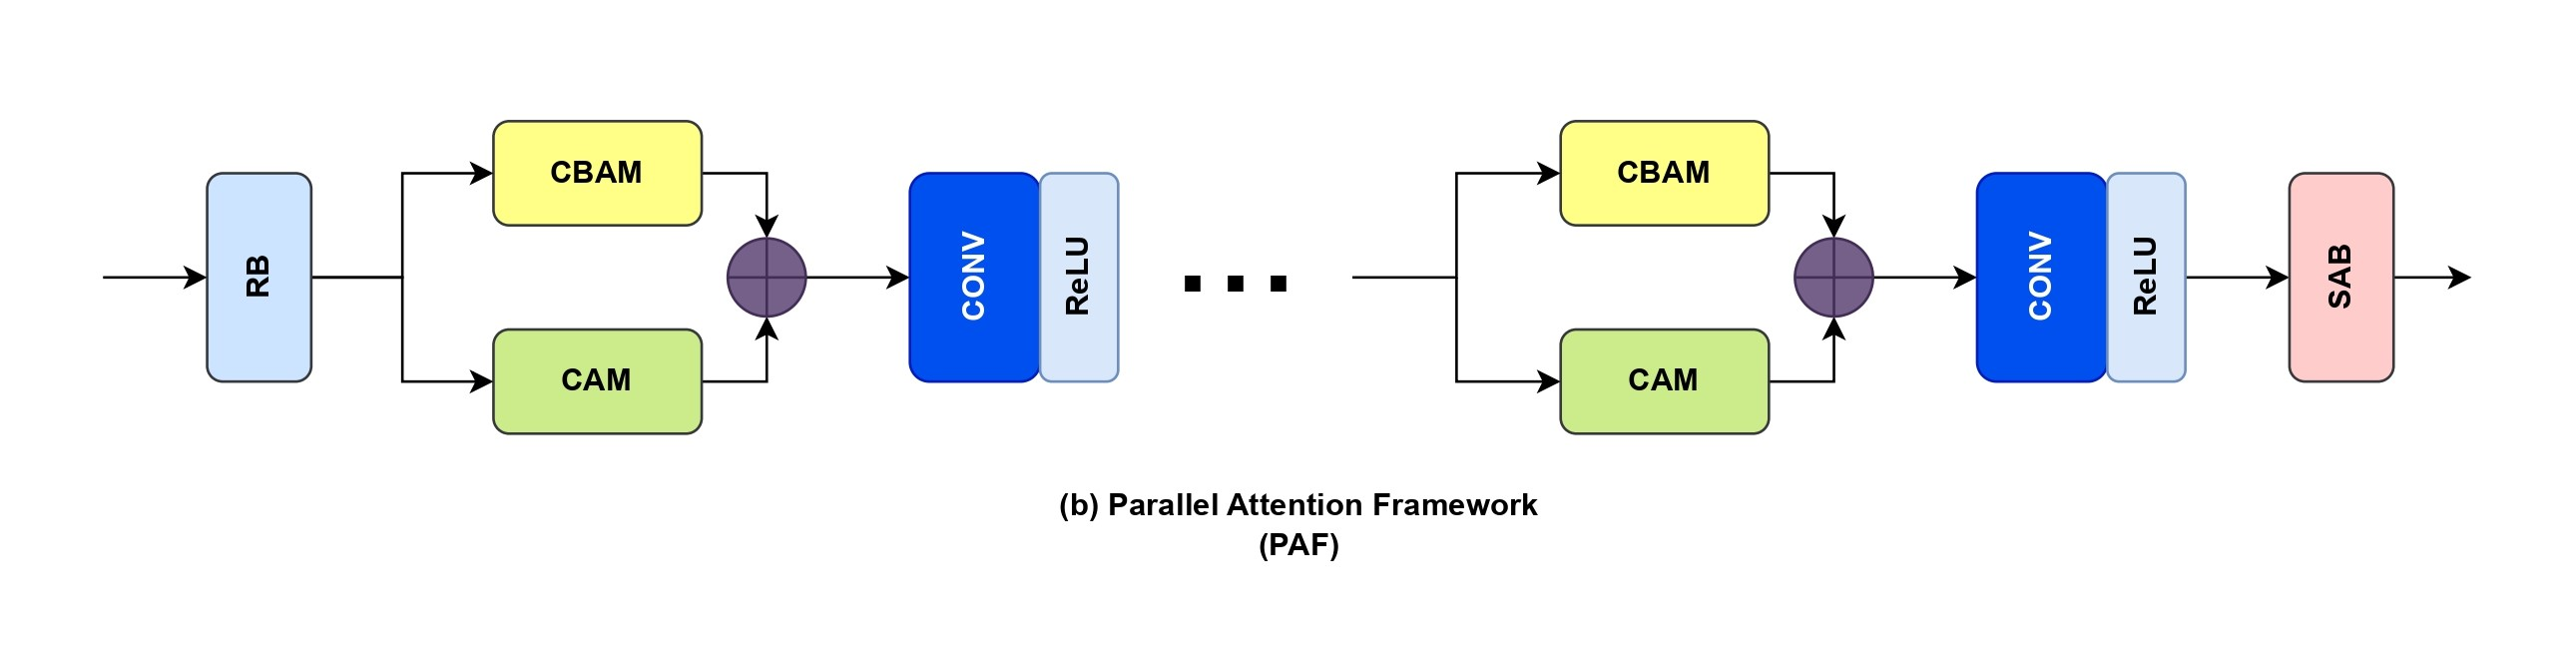 RB
CBAM
CAM
CONV
ReLU
CBAM
CAM
CONV
ReLU
SAB
(b) Parallel Attention Framework
(PAF)